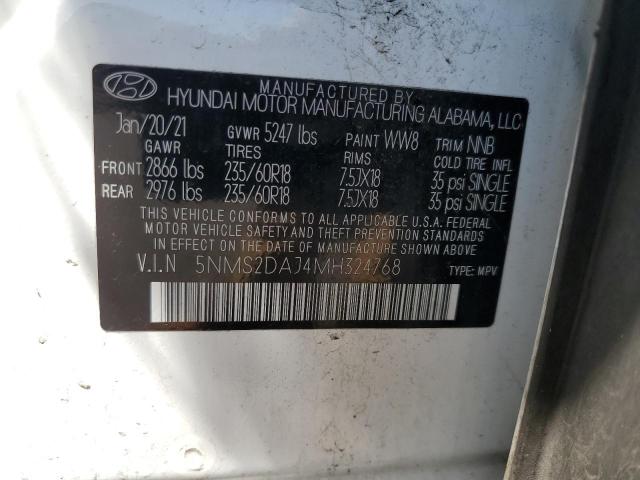 MANUFACTURED BY
HYUNDAI MOTOR MANUFACTURING ALABAMA, LLC
Jan/20/21 GVWR 5247 lbs PAINT WW8 TRIM NNB
GAWR TIRES RIMS COLD TIRE INFL
FRONT 2866 lbs 235/60R18 7.5JX18 35 psi SINGLE
REAR 2976 lbs 235/60R18 7.5JX18 35 psi SINGLE
THIS VEHICLE CONFORMS TO ALL APPLICABLE U.S.A. FEDERAL
MOTOR VEHICLE SAFETY AND THEFT PREVENTION STANDARDS
IN EFFECT ON THE DATE OF MANUFACTURE SHOWN ABOVE.
V.I.N 5NMS2DAJ4MH324768 TYPE: MPV